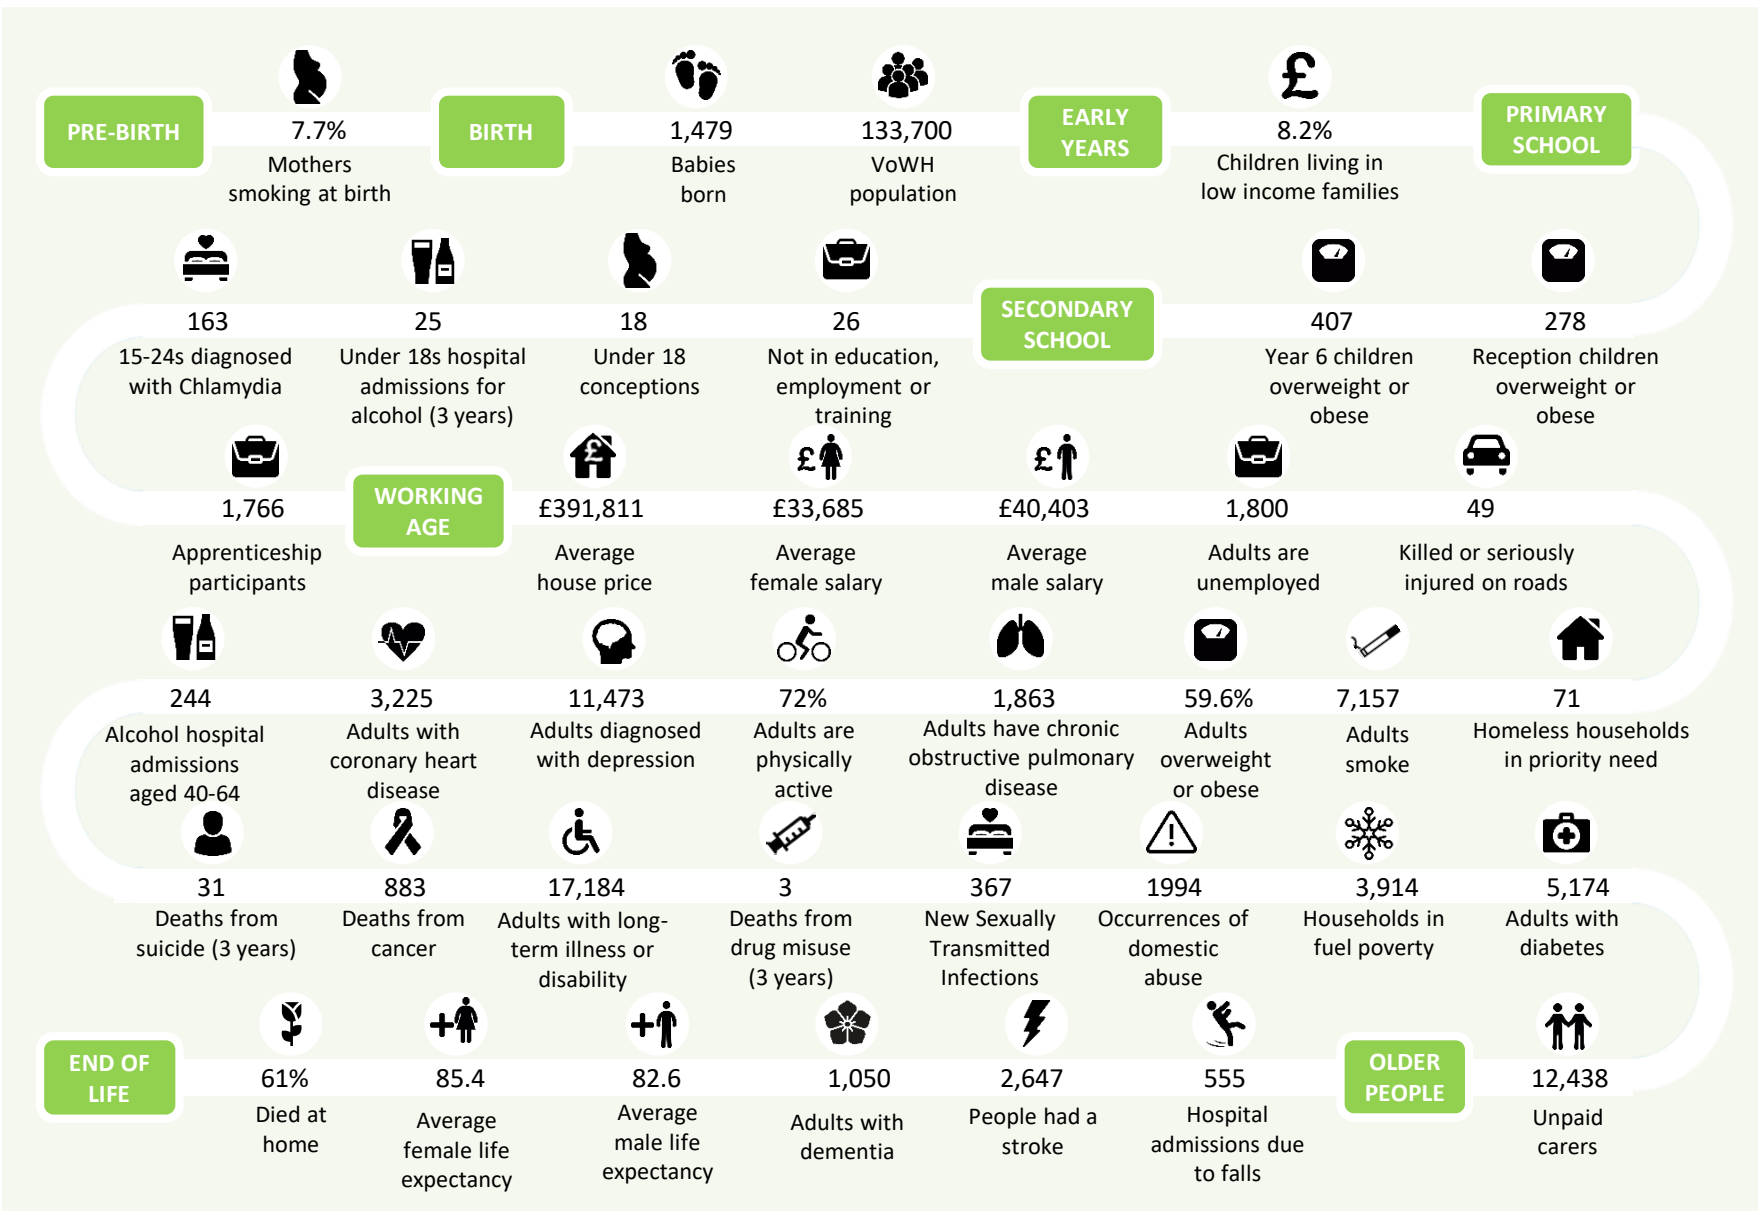 PRE-BIRTH
7.7%
Mothers
smoking at birth
BIRTH
1,479
Babies
born
133,700
VoWH
population
EARLY
YEARS
£
8.2%
Children living in
low income families
PRIMARY
SCHOOL
163
15-24s diagnosed
with Chlamydia
25
Under 18s hospital
admissions for
alcohol (3 years)
18
Under 18
conceptions
26
Not in education,
employment or
training
SECONDARY
SCHOOL
407
Year 6 children
overweight or
obese
278
Reception children
overweight or
obese
1,766
Apprenticeship
participants
WORKING
AGE
£
£391,811
Average
house price
£
£33,685
Average
female salary
£
£40,403
Average
male salary
1,800
Adults are
unemployed
49
Killed or seriously
injured on roads
244
Alcohol hospital
admissions
aged 40-64
3,225
Adults with
coronary heart
disease
11,473
Adults diagnosed
with depression
72%
Adults are
physically
active
1,863
Adults have chronic
obstructive pulmonary
disease
59.6%
Adults
overweight
or obese
7,157
Adults
smoke
71
Homeless households
in priority need
31
Deaths from
suicide (3 years)
883
Deaths from
cancer
17,184
Adults with long-
term illness or
disability
3
Deaths from
drug misuse
(3 years)
367
New Sexually
Transmitted
Infections
1994
Occurrences of
domestic
abuse
3,914
Households in
fuel poverty
5,174
Adults with
diabetes
END OF
LIFE
61%
Died at
home
85.4
Average
female life
expectancy
82.6
Average
male life
expectancy
1,050
Adults with
dementia
2,647
People had a
stroke
555
Hospital
admissions due
to falls
OLDER
PEOPLE
12,438
Unpaid
carers